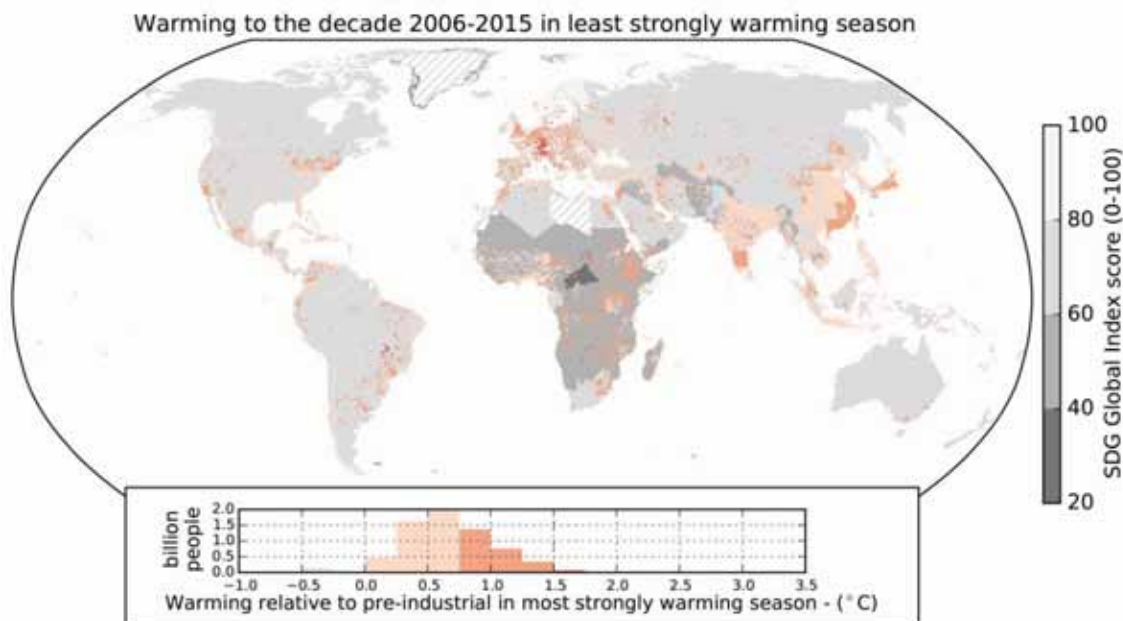 Warming to the decade 2006-2015 in least strongly warming season
100
80
60
40
20
SDG Global Index score (0-100)
billion
people
2.0
1.5
1.0
0.5
0.0
−1.0 −0.5 0.0 0.5 1.0 1.5 2.0 2.5 3.0 3.5
Warming relative to pre-industrial in most strongly warming season - (°C)